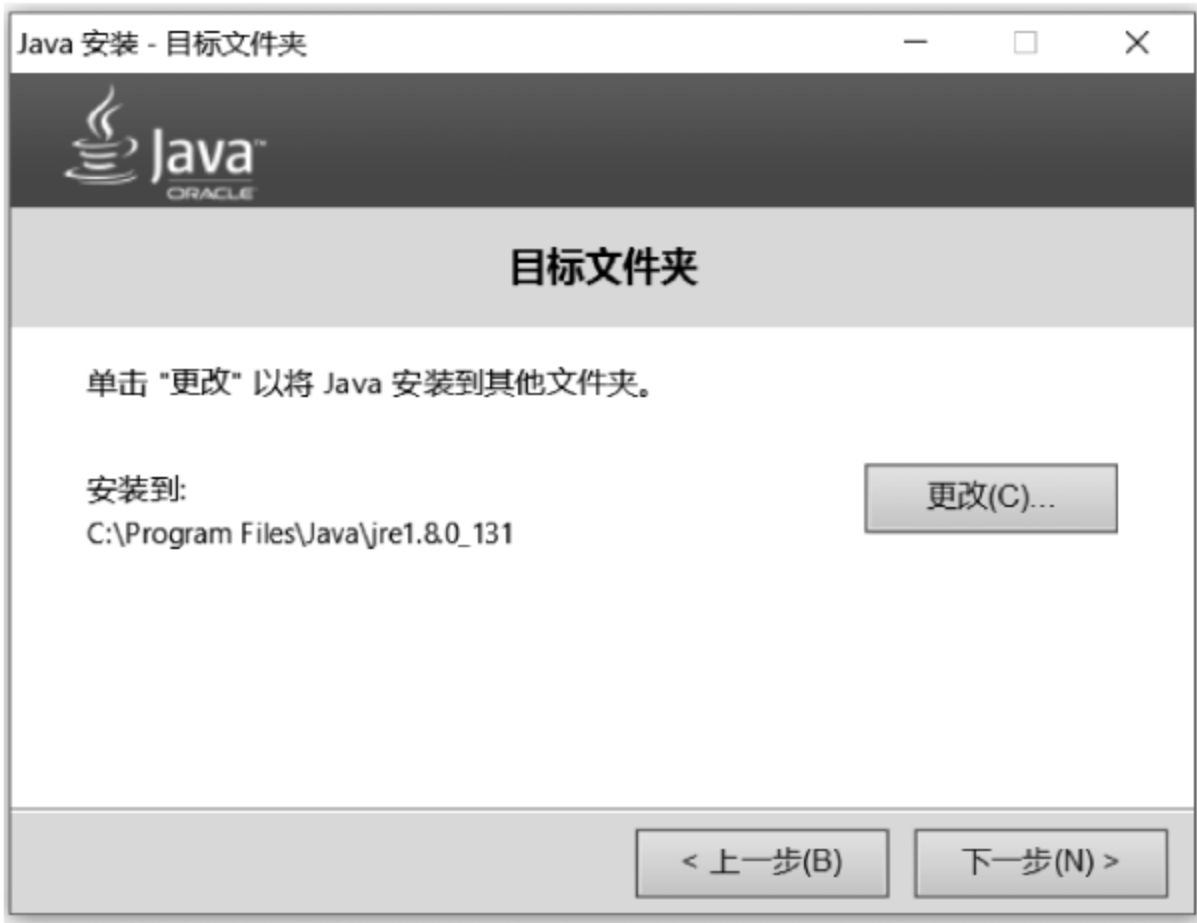 Java 安装 - 目标文件夹
Java™
ORACLE
目标文件夹
单击 "更改" 以将 Java 安装到其他文件夹。
安装到:
更改(C)...
C:\Program Files\Java\jre1.8.0_131
< 上一步(B)
下一步(N) >